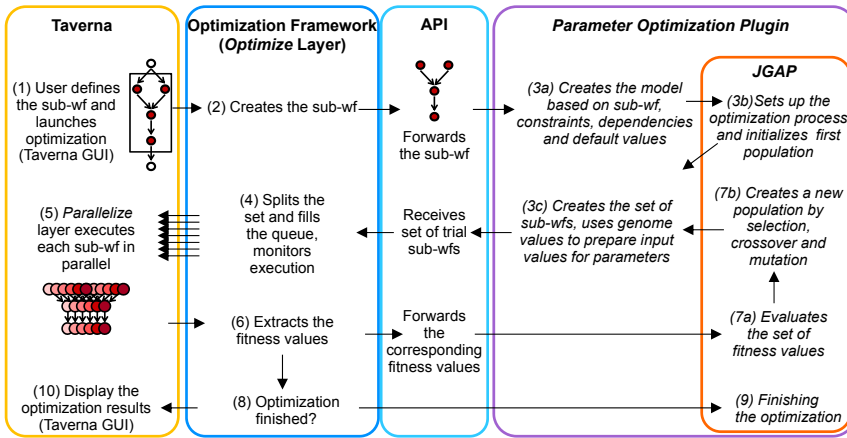 Taverna
Optimization Framework
(Optimize Layer)
API
Parameter Optimization Plugin
JGAP
(1) User defines
the sub-wf and
launches
optimization
(Taverna GUI)
(2) Creates the sub-wf
Forwards
the sub-wf
(3a) Creates the model
based on sub-wf,
constraints, dependencies
and default values
(3b)Sets up the
optimization process
and initializes first
population
(3c) Creates the set of
sub-wfs, uses genome
values to prepare input
values for parameters
Receives
set of trial
sub-wfs
(4) Splits the
set and fills
the queue,
monitors
execution
(5) Parallelize
layer executes
each sub-wf in
parallel
(6) Extracts the
fitness values
Forwards
the
corresponding
fitness values
(7a) Evaluates
the set of
fitness values
(7b) Creates a new
population by
selection,
crossover and
mutation
(8) Optimization
finished?
(9) Finishing
the optimization
(10) Display the
optimization results
(Taverna GUI)